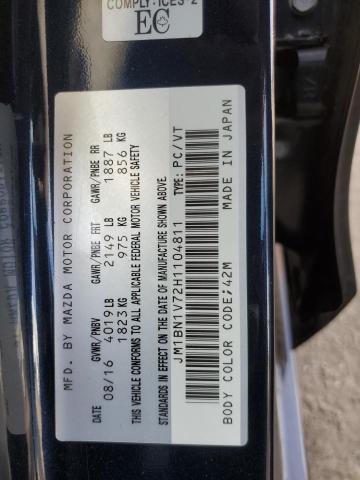 COMPLY:ICES-2
EC
MFD. BY MAZDA MOTOR CORPORATION
DATE GVWR/PNBV GAWR/PNBE FRT GAWR/PNBE RR
08/16 4019 LB 2149 LB 1887 LB
1823 KG 975 KG 856 KG
THIS VEHICLE CONFORMS TO ALL APPLICABLE FEDERAL MOTOR VEHICLE SAFETY
STANDARDS IN EFFECT ON THE DATE OF MANUFACTURE SHOWN ABOVE.
JM1BN1V72H1104811 TYPE:PC/VT
BODY COLOR CODE;42M MADE IN JAPAN